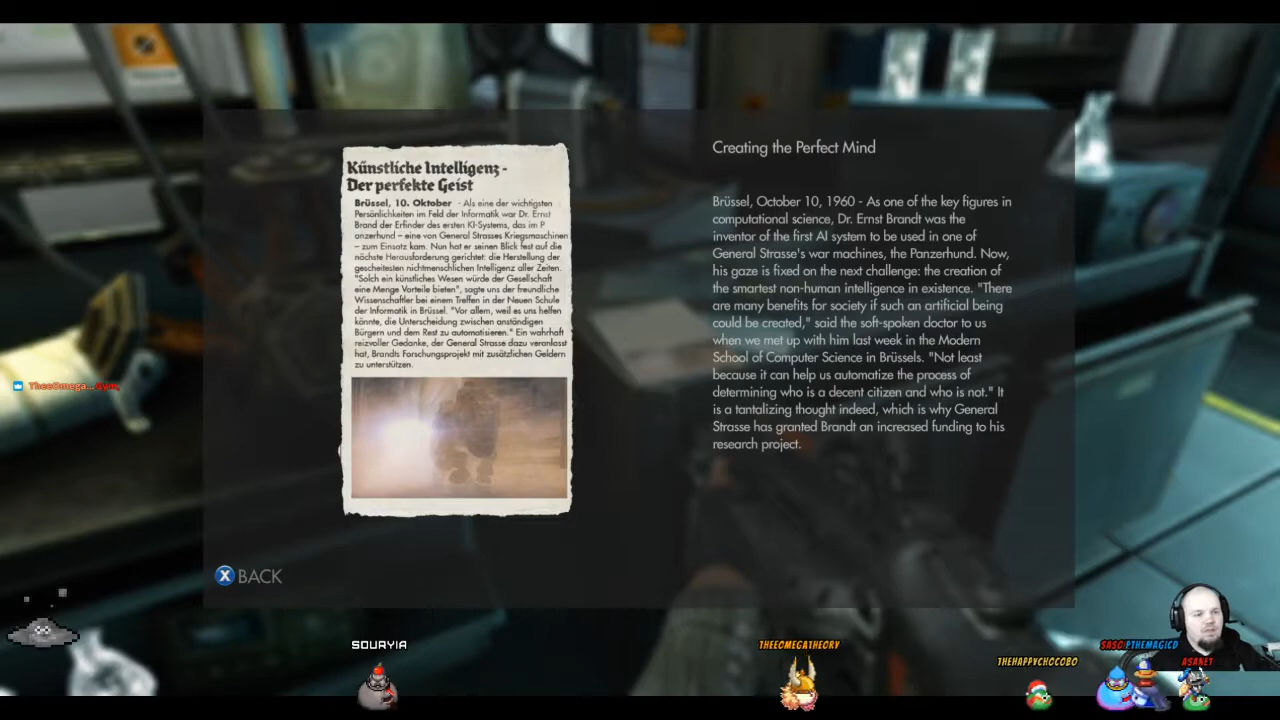 Künstliche Intelligenz -
Der perfekte Geist
Brüssel, 10. Oktober - Als eine der wichtigsten
Persönlichkeiten im Feld der Informatik war Dr. Ernst
Brand der Erfinder des ersten KI-Systems, das im P
anzerhund – eine von General Strasses Kriegsmaschinen
– zum Einsatz kam. Nun hat er seinen Blick fest auf die
nächste Herausforderung gerichtet: die Herstellung der
gescheitesten nichtmenschlichen Intelligenz aller Zeiten.
"Solch ein künstliches Wesen würde der Gesellschaft
eine Menge Vorteile bieten", sagte uns der freundliche
Wissenschaftler bei einem Treffen in der Neuen Schule
der Informatik in Brüssel. "Vor allem, weil es uns helfen
könnte, die Unterscheidung zwischen anständigen
Bürgern und dem Rest zu automatisieren." Ein wahrhaft
reizvoller Gedanke, der General Strasse dazu veranlasst
hat, Brandts Forschungsprojekt mit zusätzlichen Geldern
zu unterstützen.
Creating the Perfect Mind
Brüssel, October 10, 1960 - As one of the key figures in
computational science, Dr. Ernst Brandt was the
inventor of the first AI system to be used in one of
General Strasse's war machines, the Panzerhund. Now,
his gaze is fixed on the next challenge: the creation of
the smartest non-human intelligence in existence. "There
are many benefits for society if such an artificial being
could be created," said the soft-spoken doctor to us
when we met up with him last week in the Modern
School of Computer Science in Brüssels. "Not least
because it can help us automatize the process of
determining who is a decent citizen and who is not." It
is a tantalizing thought indeed, which is why General
Strasse has granted Brandt an increased funding to his
research project.
TheeOmega...
X BACK
SOURYIA
THEEOMEGATHEORY
THEHAPPYCHOCOBO
PTHEMAGICD
ASANET